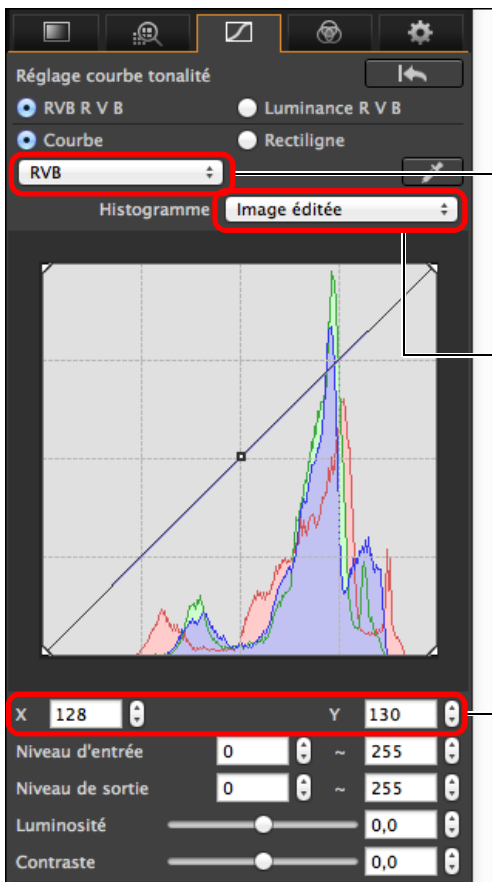 Réglage courbe tonalité
RVB R V B Luminance R V B
Courbe Rectiligne
RVB
Histogramme Image éditée
X 128 Y 130
Niveau d'entrée 0 ~ 255
Niveau de sortie 0 ~ 255
Luminosité 0,0
Contraste 0,0